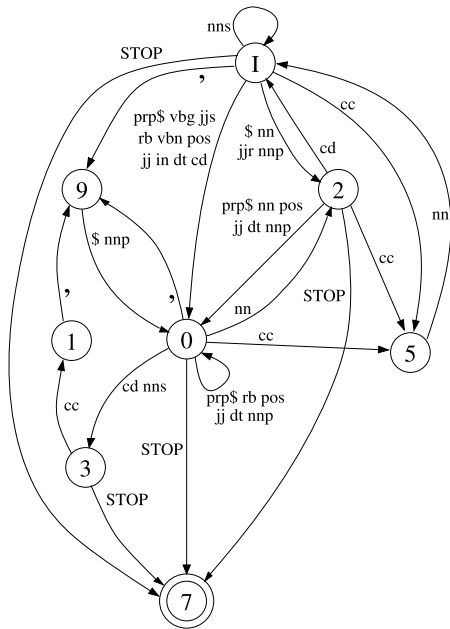 nns
STOP
I
,
cc
prp$ vbg jjs
rb vbn pos
jj in dt cd
$ nn
jjr nnp
cd
9
2
prp$ nn pos
jj dt nnp
nn
$ nnp
cc
,
,
nn
STOP
1
0
cc
5
cd nns
prp$ rb pos
jj dt nnp
cc
STOP
3
STOP
7